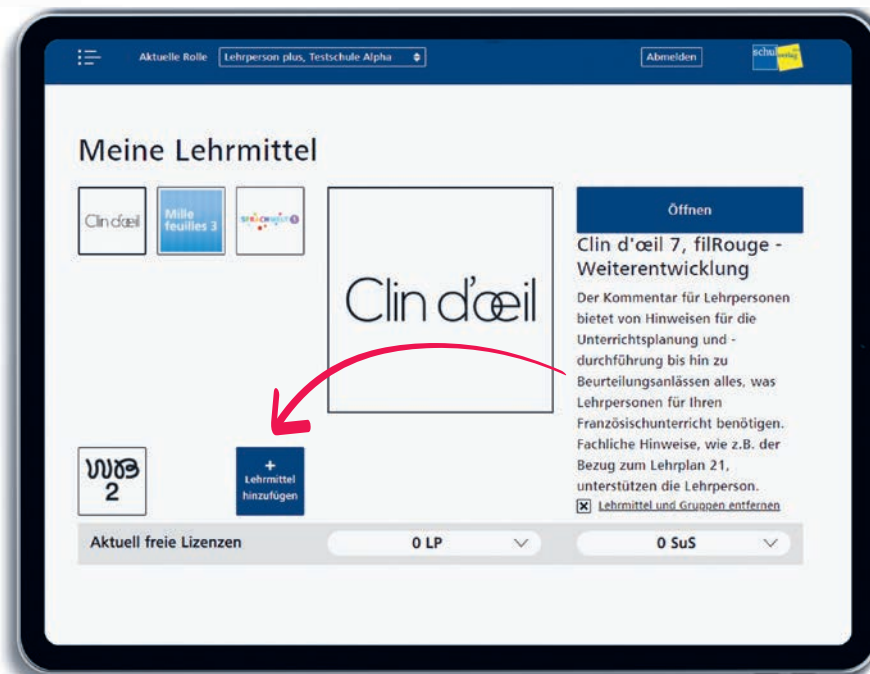 Aktuelle Rolle
Lehrperson plus, Testschule Alpha
Abmelden
schul
verlag
Meine Lehrmittel
Clin d'œil
Mille
feuilles 3
Clin d'œil
Öffnen
Clin d'œil 7, filRouge -
Weiterentwicklung
Der Kommentar für Lehrpersonen
bietet von Hinweisen für die
Unterrichtsplanung und -
durchführung bis hin zu
Beurteilungsanlässen alles, was
Lehrpersonen für Ihren
Französischunterricht benötigen.
Fachliche Hinweise, wie z.B. der
Bezug zum Lehrplan 21,
unterstützen die Lehrperson.
Lehrmittel und Gruppen entfernen
2
+
Lehrmittel
hinzufügen
Aktuell freie Lizenzen
0 LP
0 SuS